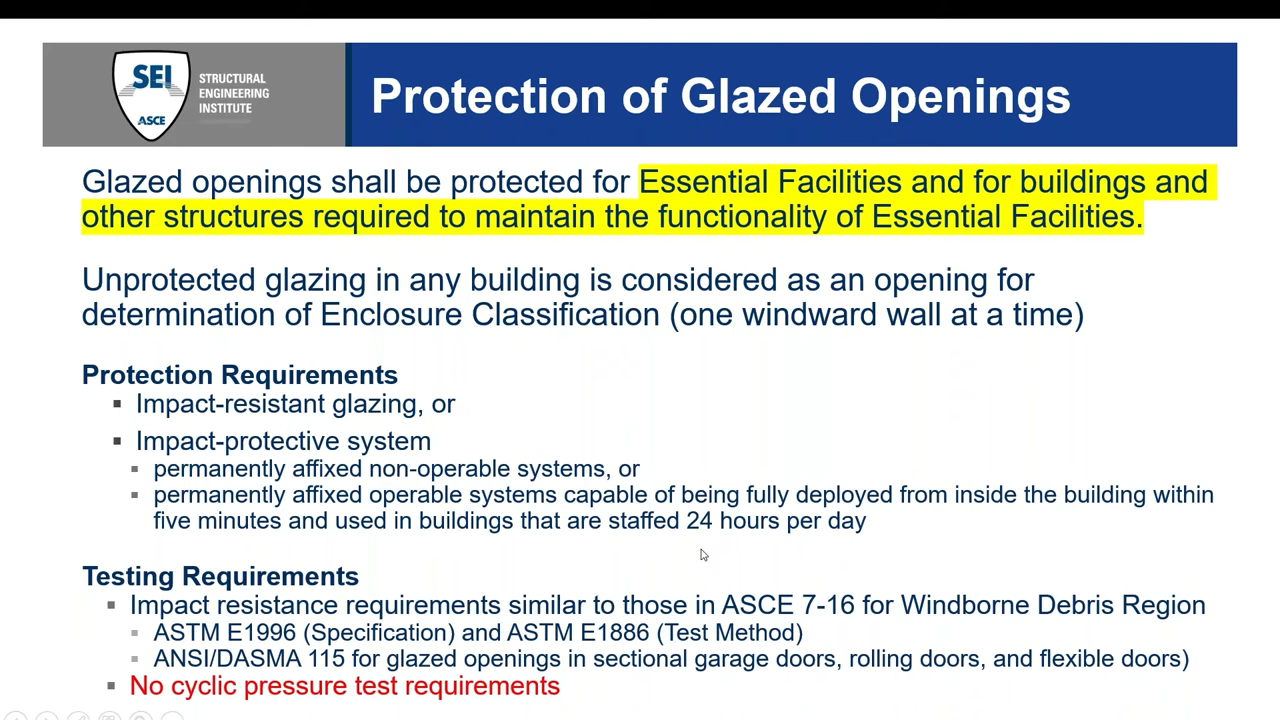 SEI
ASCE
STRUCTURAL
ENGINEERING
INSTITUTE
Protection of Glazed Openings
Glazed openings shall be protected for Essential Facilities and for buildings and
other structures required to maintain the functionality of Essential Facilities.
Unprotected glazing in any building is considered as an opening for
determination of Enclosure Classification (one windward wall at a time)
Protection Requirements
▪ Impact-resistant glazing, or
▪ Impact-protective system
▪ permanently affixed non-operable systems, or
▪ permanently affixed operable systems capable of being fully deployed from inside the building within
five minutes and used in buildings that are staffed 24 hours per day
Testing Requirements
▪ Impact resistance requirements similar to those in ASCE 7-16 for Windborne Debris Region
▪ ASTM E1996 (Specification) and ASTM E1886 (Test Method)
▪ ANSI/DASMA 115 for glazed openings in sectional garage doors, rolling doors, and flexible doors)
▪ No cyclic pressure test requirements